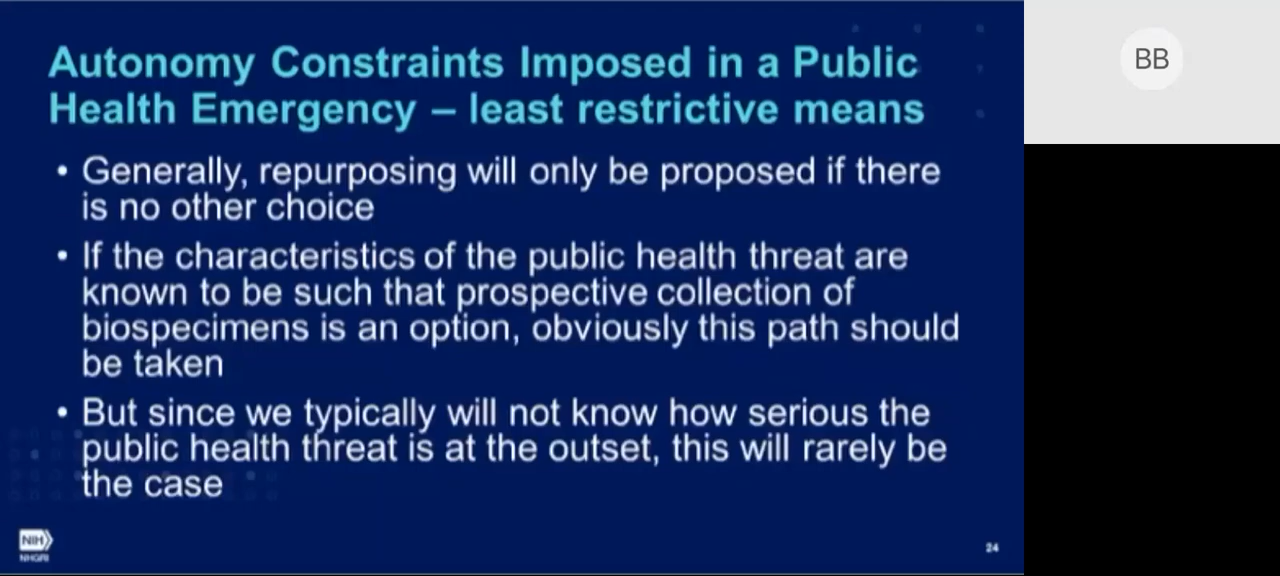 Autonomy Constraints Imposed in a Public
Health Emergency – least restrictive means
• Generally, repurposing will only be proposed if there
is no other choice
• If the characteristics of the public health threat are
known to be such that prospective collection of
biospecimens is an option, obviously this path should
be taken
• But since we typically will not know how serious the
public health threat is at the outset, this will rarely be
the case
NIH
NHGRI
24
BB